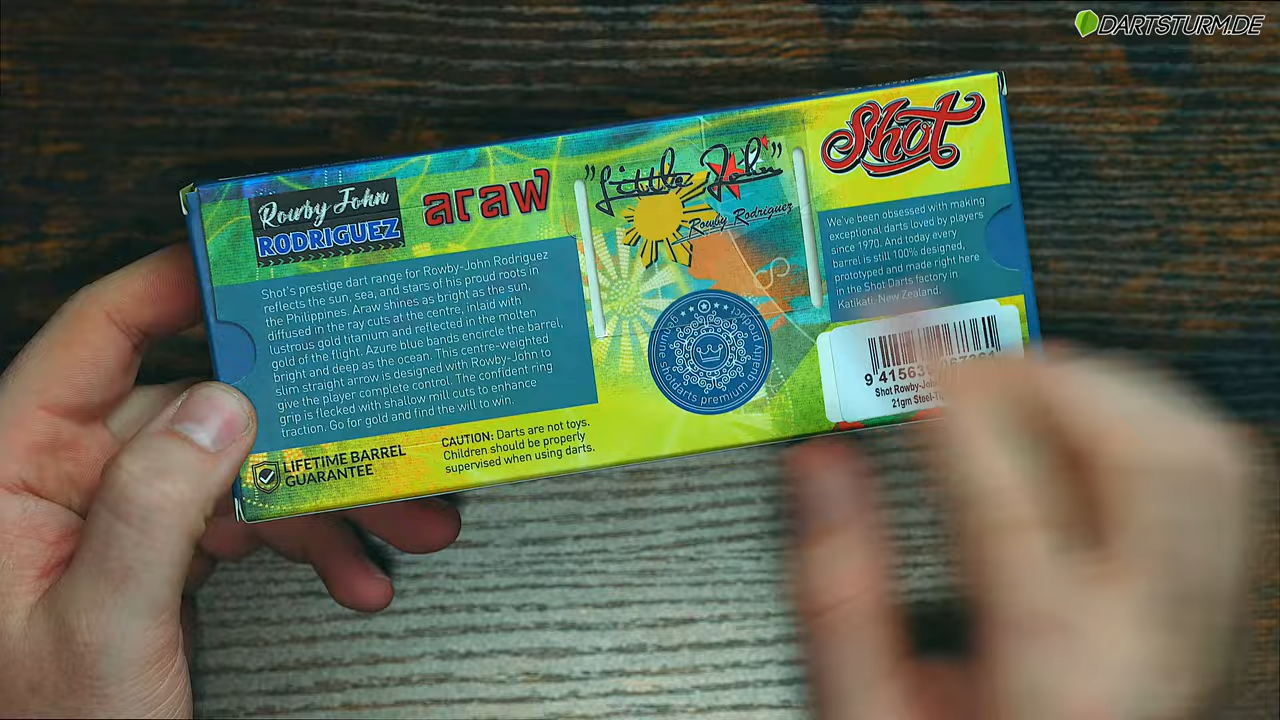 DARTSTURM.DE
Rowby John
RODRIGUEZ
araw
Shot's prestige dart range for Rowby-John Rodriguez
reflects the sun, sea, and stars of his proud roots in
the Philippines. Araw shines as bright as the sun,
diffused in the ray cuts at the centre, inlaid with
lustrous gold titanium and reflected in the molten
gold of the flight. Azure blue bands encircle the barrel,
bright and deep as the ocean. This centre-weighted
slim straight arrow is designed with Rowby-John to
give the player complete control. The confident ring
grip is flecked with shallow mill cuts to enhance
traction. Go for gold and find the will to win.
LIFETIME BARREL
GUARANTEE
CAUTION: Darts are not toys.
Children should be properly
supervised when using darts.
"Little John"
Rowby Rodriguez
genuine shotdarts premium quality product
Shot
We've been obsessed with making
exceptional darts loved by players
since 1970. And today every
barrel is still 100% designed,
prototyped and made right here
in the Shot Darts factory in
Katikati, New Zealand.
9 41563
Shot Rowby-Jo
21gm Steel-Ti